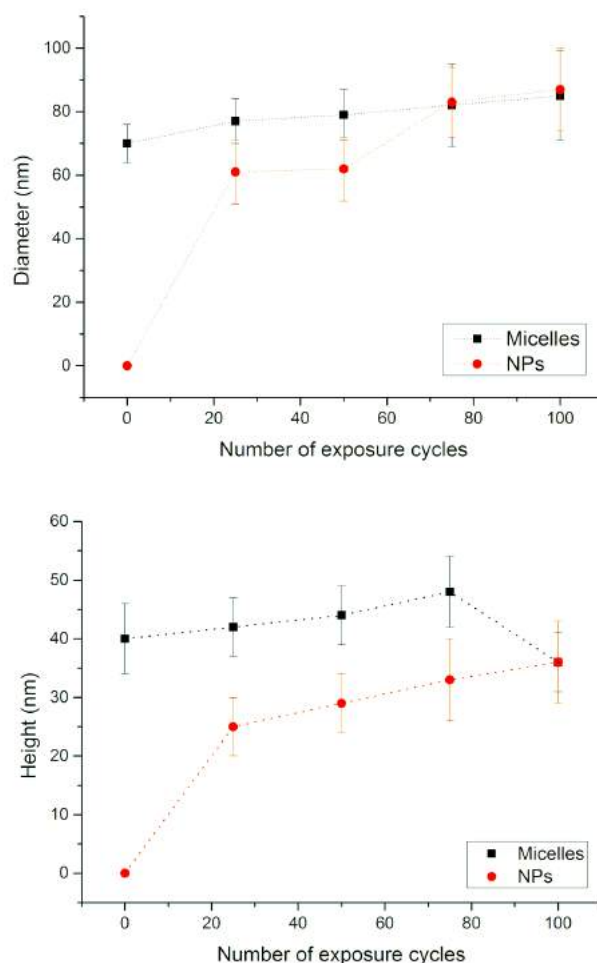 100
80
60
40
20
0
Diameter (nm)
Micelles
NPs
0 20 40 60 80 100
Number of exposure cycles
60
50
40
30
20
10
0
Height (nm)
Micelles
NPs
0 20 40 60 80 100
Number of exposure cycles